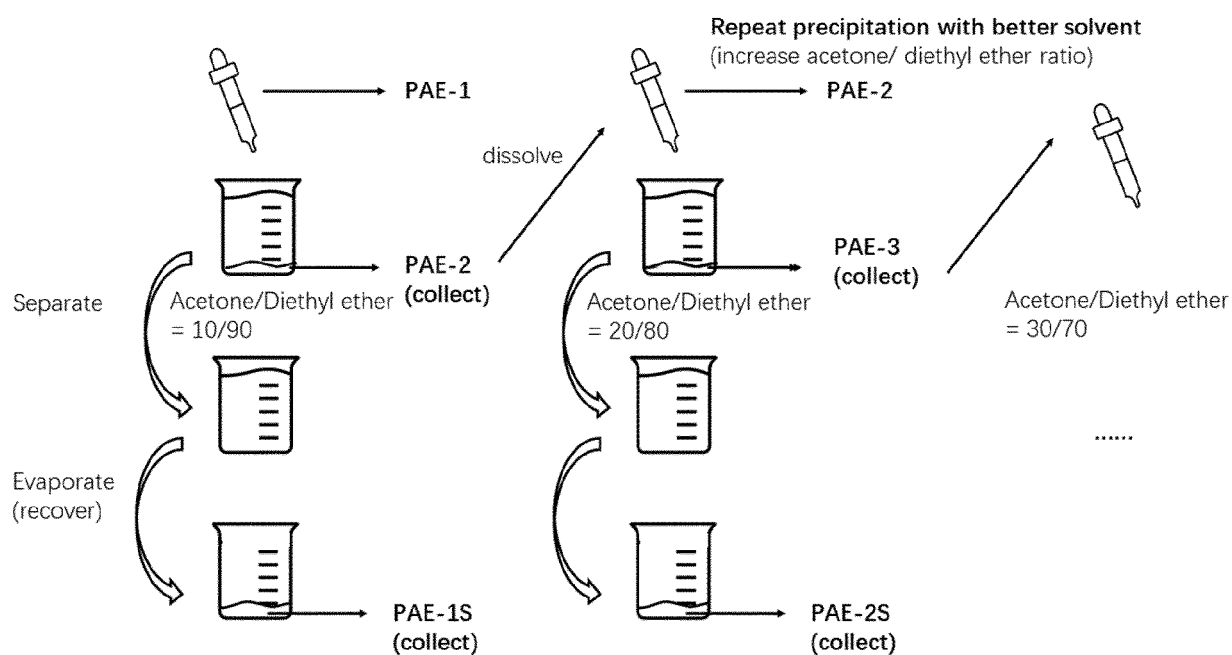 Repeat precipitation with better solvent
(increase acetone/ diethyl ether ratio)
PAE-1
PAE-2
dissolve
PAE-2
(collect)
PAE-3
(collect)
Separate
Acetone/Diethyl ether
= 10/90
Acetone/Diethyl ether
= 20/80
Acetone/Diethyl ether
= 30/70
......
Evaporate
(recover)
PAE-1S
(collect)
PAE-2S
(collect)